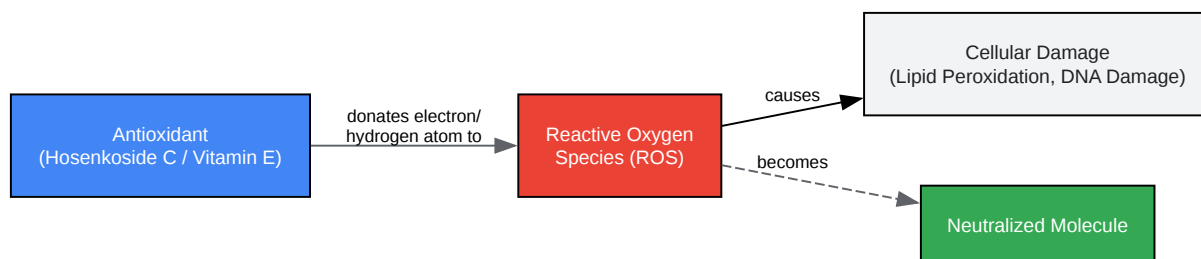 Antioxidant
(Hosenkoside C / Vitamin E)
donates electron/
hydrogen atom to
Reactive Oxygen
Species (ROS)
causes
Cellular Damage
(Lipid Peroxidation, DNA Damage)
becomes
Neutralized Molecule